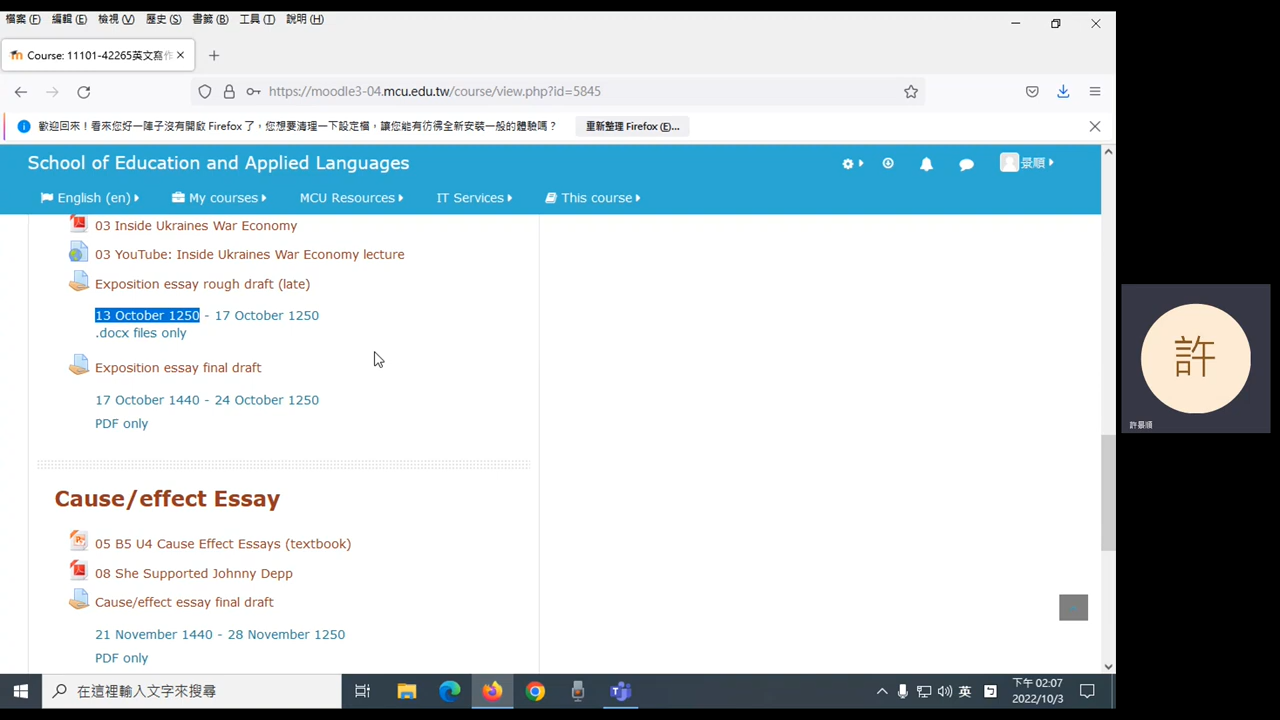 檔案 (F) 編輯 (E) 檢視 (V) 歷史 (S) 書籤 (B) 工具 (T) 說明 (H)
Course: 11101-42265英文寫作
https://moodle3-04.mcu.edu.tw/course/view.php?id=5845
歡迎回來！看來您好一陣子沒有開啟 Firefox 了，您想要清理一下設定檔，讓您能有彷彿全新安裝一般的體驗嗎？ 重新整理 Firefox (E)...
School of Education and Applied Languages
景順
English (en) My courses MCU Resources IT Services This course
03 Inside Ukraines War Economy
03 YouTube: Inside Ukraines War Economy lecture
Exposition essay rough draft (late)
13 October 1250 - 17 October 1250
.docx files only
Exposition essay final draft
17 October 1440 - 24 October 1250
PDF only
Cause/effect Essay
05 B5 U4 Cause Effect Essays (textbook)
08 She Supported Johnny Depp
Cause/effect essay final draft
21 November 1440 - 28 November 1250
PDF only
許
許景順
在這裡輸入文字來搜尋
英
下午 02:07
2022/10/3